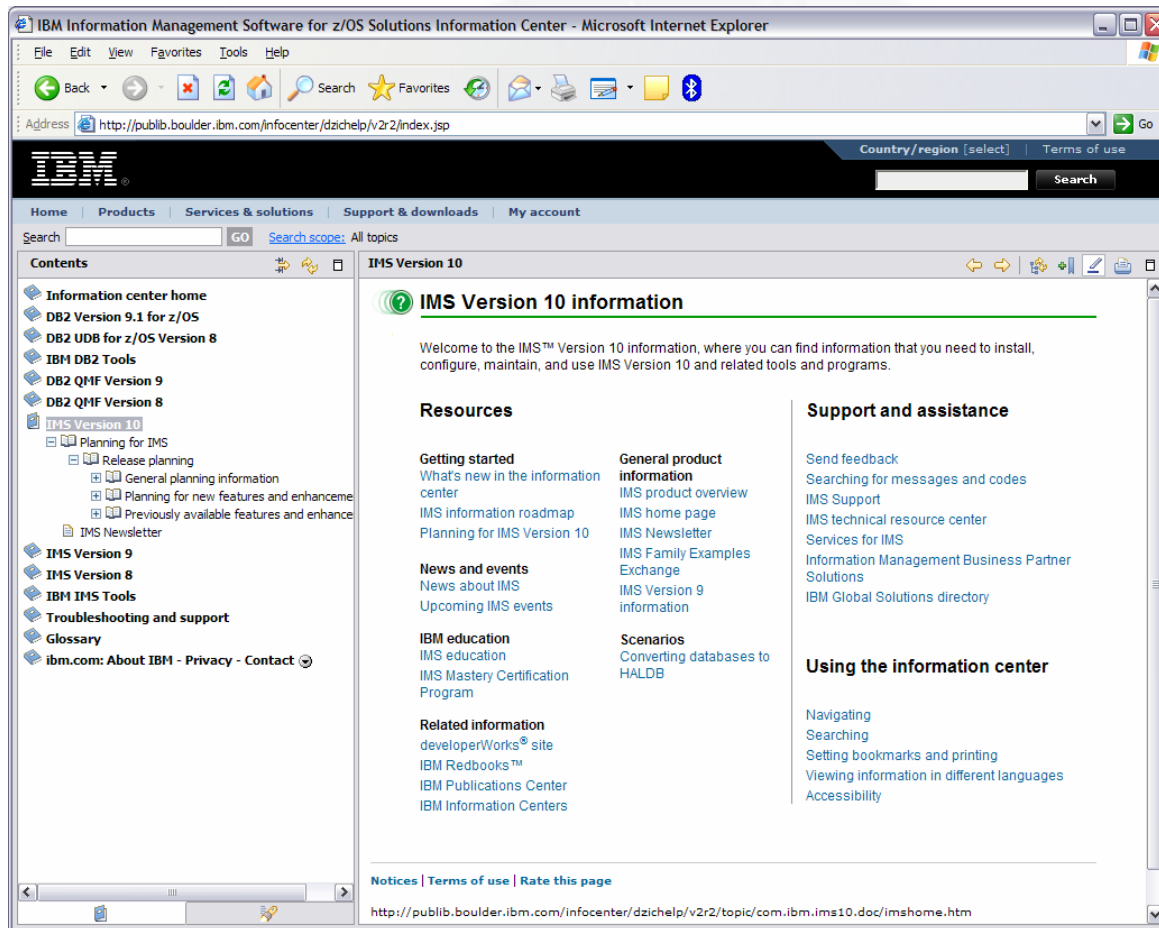 IBM Information Management Software for z/OS Solutions Information Center - Microsoft Internet Explorer
File Edit View Favorites Tools Help
Back Search Favorites
Address http://publib.boulder.ibm.com/infocenter/dzichelp/v2r2/index.jsp Go
Country/region [select] | Terms of use
IBM®
Search
Home | Products | Services & solutions | Support & downloads | My account
Search GO Search scope: All topics
Contents
Information center home
DB2 Version 9.1 for z/OS
DB2 UDB for z/OS Version 8
IBM DB2 Tools
DB2 QMF Version 9
DB2 QMF Version 8
IMS Version 10
Planning for IMS
Release planning
General planning information
Planning for new features and enhanceme
Previously available features and enhance
IMS Newsletter
IMS Version 9
IMS Version 8
IBM IMS Tools
Troubleshooting and support
Glossary
ibm.com: About IBM - Privacy - Contact
IMS Version 10
IMS Version 10 information
Welcome to the IMS™ Version 10 information, where you can find information that you need to install,
configure, maintain, and use IMS Version 10 and related tools and programs.
Resources
Getting started
What's new in the information
center
IMS information roadmap
Planning for IMS Version 10
News and events
News about IMS
Upcoming IMS events
IBM education
IMS education
IMS Mastery Certification
Program
Related information
developerWorks® site
IBM Redbooks™
IBM Publications Center
IBM Information Centers
General product
information
IMS product overview
IMS home page
IMS Newsletter
IMS Family Examples
Exchange
IMS Version 9
information
Scenarios
Converting databases to
HALDB
Support and assistance
Send feedback
Searching for messages and codes
IMS Support
IMS technical resource center
Services for IMS
Information Management Business Partner
Solutions
IBM Global Solutions directory
Using the information center
Navigating
Searching
Setting bookmarks and printing
Viewing information in different languages
Accessibility
Notices | Terms of use | Rate this page
http://publib.boulder.ibm.com/infocenter/dzichelp/v2r2/topic/com.ibm.ims10.doc/imshome.htm